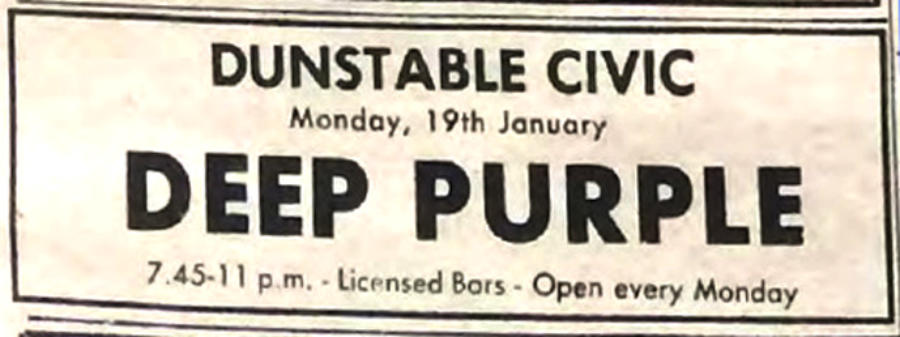 DUNSTABLE CIVIC
Monday, 19th January
DEEP PURPLE
7.45-11 p.m. - Licensed Bars - Open every Monday